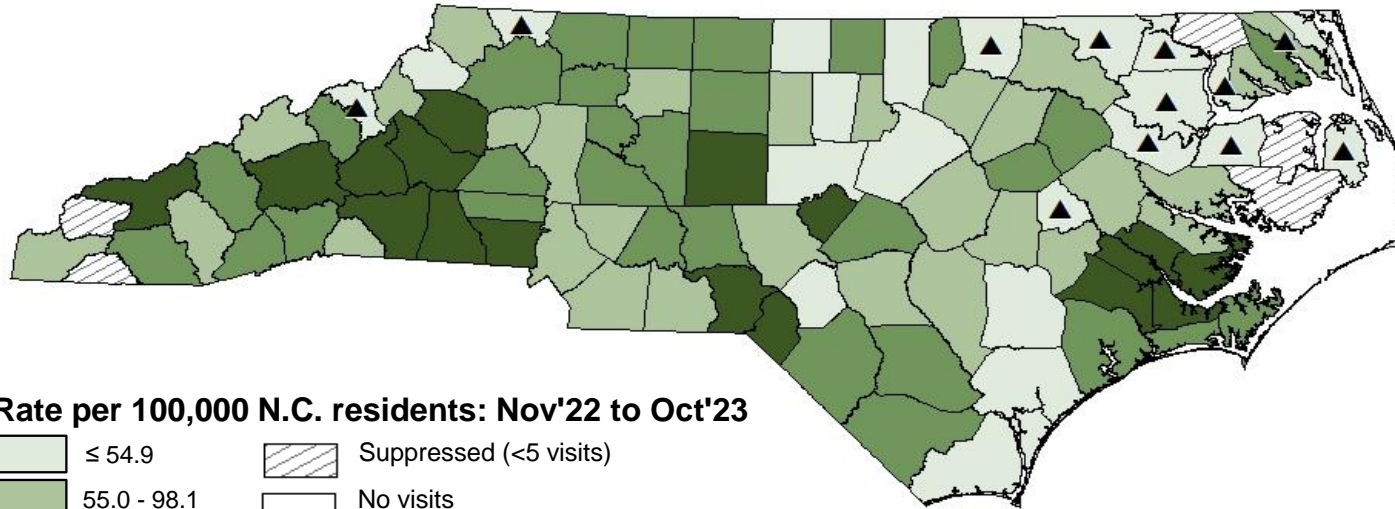 Rate per 100,000 N.C. residents: Nov'22 to Oct'23
≤ 54.9
Suppressed (<5 visits)
55.0 - 98.1
No visits